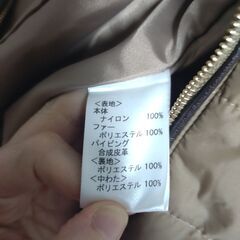 <表地>
本体
ナイロン 100%
ファー
ポリエステル 100%
パイピング
合成皮革
<裏地>
ポリエステル 100%
<中わた>
ポリエステル 100%